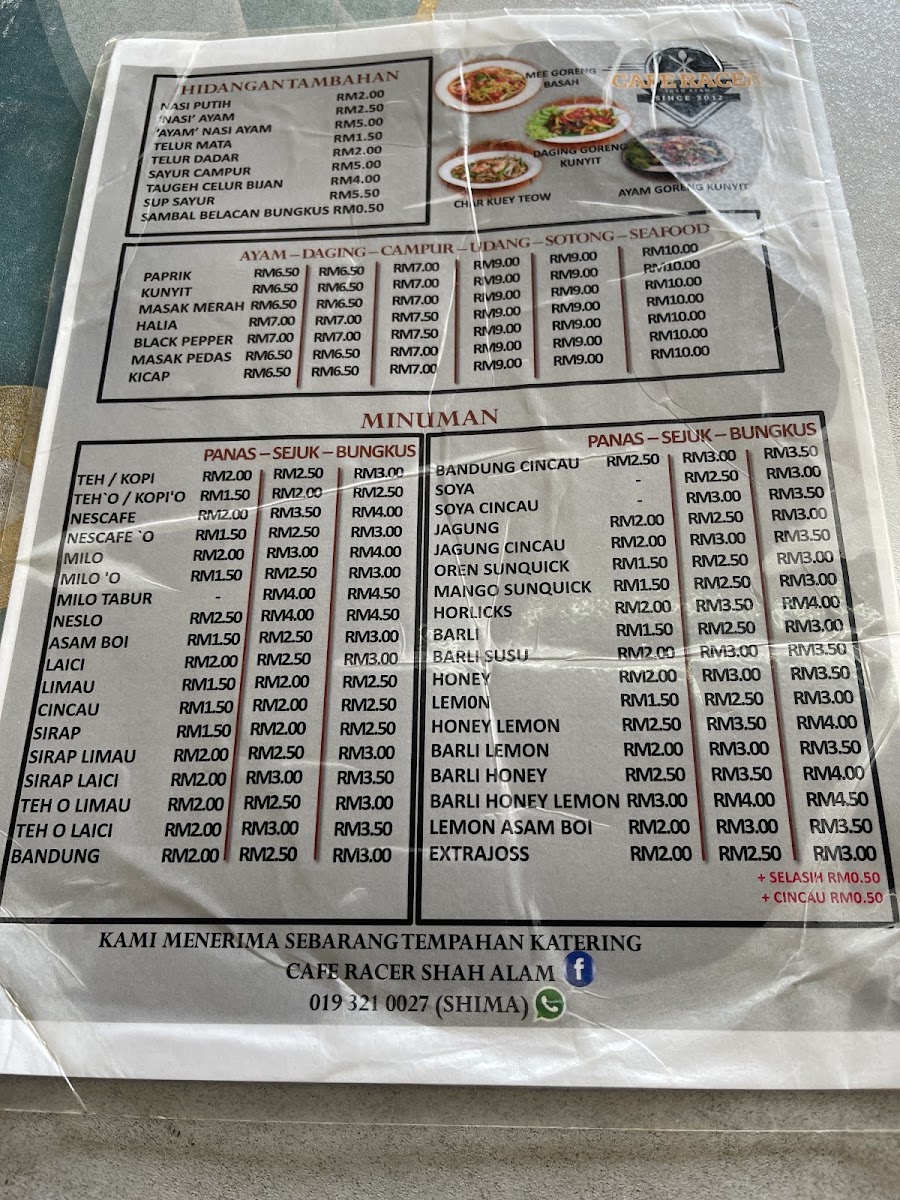 HIDANGAN TAMBAHAN
NASI PUTIH RM2.00
'NASI' AYAM RM2.50
'AYAM' NASI AYAM RM5.00
TELUR MATA RM1.50
TELUR DADAR RM2.00
SAYUR CAMPUR RM5.00
TAUGEH CELUR BIJAN RM4.00
SUP SAYUR RM5.50
SAMBAL BELACAN BUNGKUS RM0.50
MEE GORENG
BASAH
CAFE RACER
SHAH ALAM
SINCE 2012
DAGING GORENG
KUNYIT
CHAR KUEY TEOW
AYAM GORENG KUNYIT
AYAM – DAGING – CAMPUR – UDANG – SOTONG – SEAFOOD
PAPRIK RM6.50 RM6.50 RM7.00 RM9.00 RM9.00 RM10.00
KUNYIT RM6.50 RM6.50 RM7.00 RM9.00 RM9.00 RM10.00
MASAK MERAH RM6.50 RM6.50 RM7.00 RM9.00 RM9.00 RM10.00
HALIA RM7.00 RM7.00 RM7.50 RM9.00 RM9.00 RM10.00
BLACK PEPPER RM7.00 RM7.00 RM7.50 RM9.00 RM9.00 RM10.00
MASAK PEDAS RM6.50 RM6.50 RM7.00 RM9.00 RM9.00 RM10.00
KICAP RM6.50 RM6.50 RM7.00 RM9.00 RM9.00 RM10.00
MINUMAN
PANAS – SEJUK – BUNGKUS
TEH / KOPI RM2.00 RM2.50 RM3.00
TEH`O / KOPI'O RM1.50 RM2.00 RM2.50
NESCAFE RM2.00 RM3.50 RM4.00
NESCAFE `O RM1.50 RM2.50 RM3.00
MILO RM2.00 RM3.00 RM4.00
MILO 'O RM1.50 RM2.50 RM3.00
MILO TABUR - RM4.00 RM4.50
NESLO RM2.50 RM4.00 RM4.50
ASAM BOI RM1.50 RM2.50 RM3.00
LAICI RM2.00 RM2.50 RM3.00
LIMAU RM1.50 RM2.00 RM2.50
CINCAU RM1.50 RM2.00 RM2.50
SIRAP RM1.50 RM2.00 RM2.50
SIRAP LIMAU RM2.00 RM2.50 RM3.00
SIRAP LAICI RM2.00 RM3.00 RM3.50
TEH O LIMAU RM2.00 RM2.50 RM3.00
TEH O LAICI RM2.00 RM3.00 RM3.50
BANDUNG RM2.00 RM2.50 RM3.00
PANAS – SEJUK – BUNGKUS
BANDUNG CINCAU RM2.50 RM3.00 RM3.50
SOYA - RM2.50 RM3.00
SOYA CINCAU - RM3.00 RM3.50
JAGUNG RM2.00 RM2.50 RM3.00
JAGUNG CINCAU RM2.00 RM3.00 RM3.50
OREN SUNQUICK RM1.50 RM2.50 RM3.00
MANGO SUNQUICK RM1.50 RM2.50 RM3.00
HORLICKS RM2.00 RM3.50 RM4.00
BARLI RM1.50 RM2.50 RM3.00
BARLI SUSU RM2.00 RM3.00 RM3.50
HONEY RM2.00 RM3.00 RM3.50
LEM0N RM1.50 RM2.50 RM3.00
HONEY LEMON RM2.50 RM3.50 RM4.00
BARLI LEMON RM2.00 RM3.00 RM3.50
BARLI HONEY RM2.50 RM3.50 RM4.00
BARLI HONEY LEMON RM3.00 RM4.00 RM4.50
LEMON ASAM BOI RM2.00 RM3.00 RM3.50
EXTRAJOSS RM2.00 RM2.50 RM3.00
+ SELASIH RM0.50
+ CINCAU RM0.50
KAMI MENERIMA SEBARANG TEMPAHAN KATERING
CAFE RACER SHAH ALAM f
019 321 0027 (SHIMA)